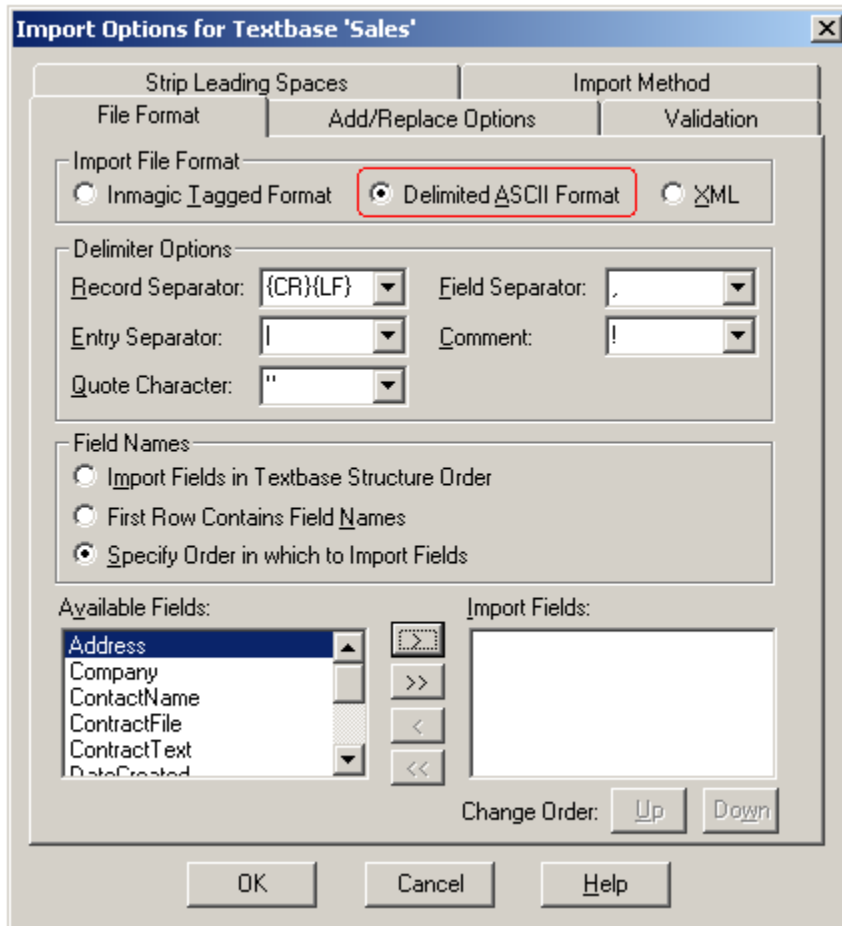 Import Options for Textbase 'Sales'
Strip Leading Spaces Import Method
File Format Add/Replace Options Validation
Import File Format
Inmagic Tagged Format Delimited ASCII Format XML
Delimiter Options
Record Separator: {CR}{LF} Field Separator: ,
Entry Separator: | Comment: !
Quote Character: "
Field Names
Import Fields in Textbase Structure Order
First Row Contains Field Names
Specify Order in which to Import Fields
Available Fields: Import Fields:
Address
Company
ContactName
ContractFile
ContractText
DateCreated
>
>>
<
<<
Change Order: Up Down
OK Cancel Help